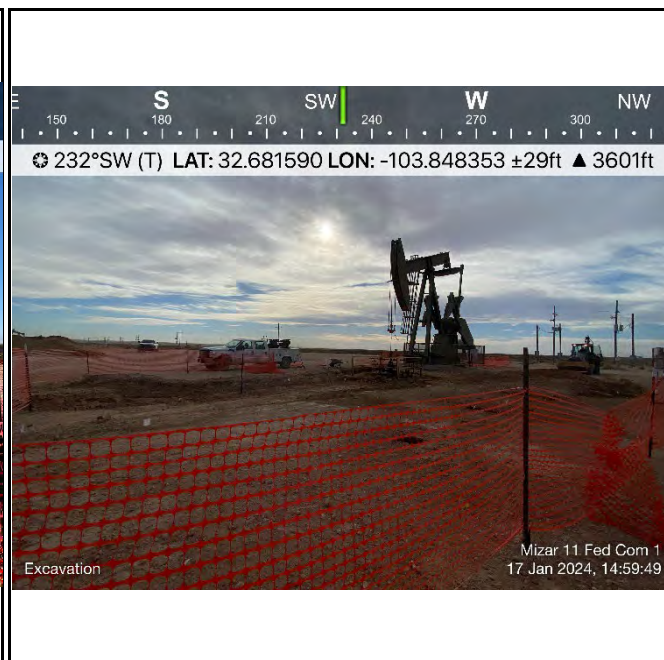 E S SW W NW
150 180 210 240 270 300
232°SW (T) LAT: 32.681590 LON: -103.848353 ±29ft ▲ 3601ft
Mizar 11 Fed Com 1
Excavation 17 Jan 2024, 14:59:49